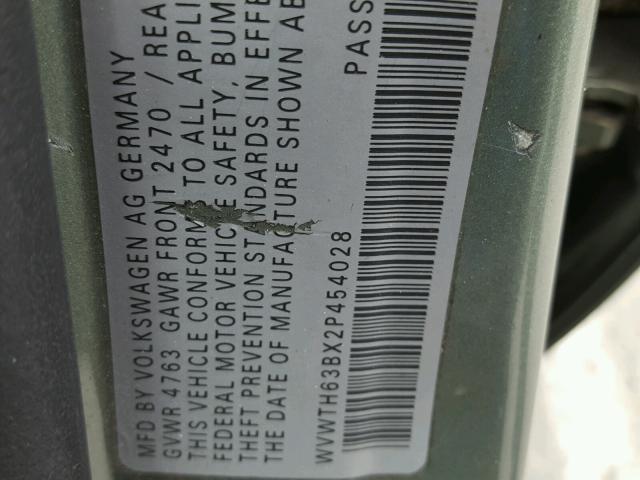 MFD BY VOLKSWAGEN AG GERMANY
GVWR 4763 GAWR FRONT 2470 / REA
THIS VEHICLE CONFORMS TO ALL APPLI
FEDERAL MOTOR VEHICLE SAFETY, BUM
THEFT PREVENTION STANDARDS IN EFFE
THE DATE OF MANUFACTURE SHOWN AB
WVWTH63BX2P454028 PASS